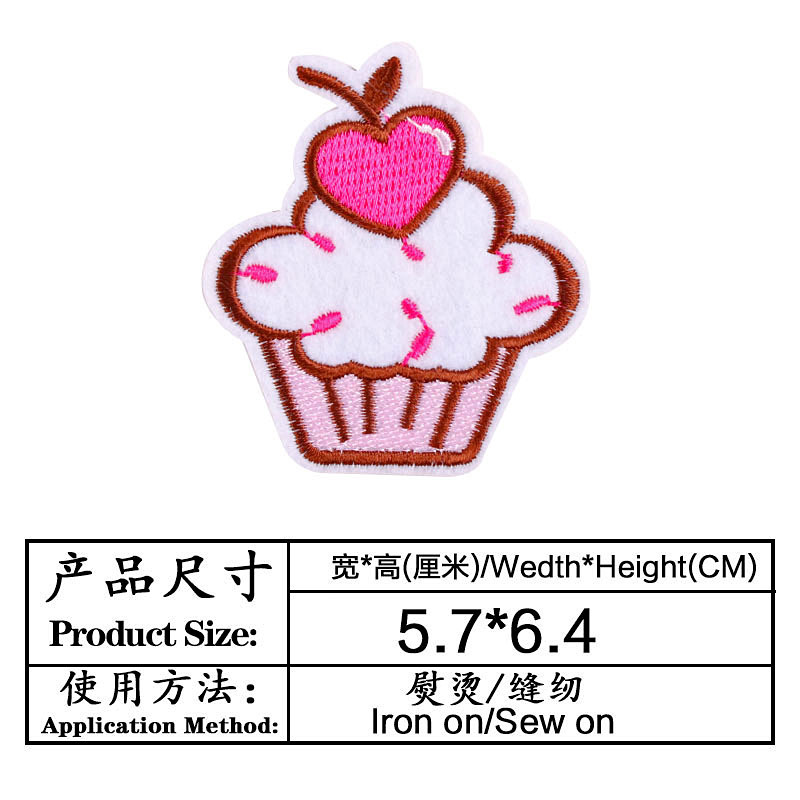 产品尺寸
Product Size:
宽*高(厘米)/Wedth*Height(CM)
5.7*6.4
使用方法：
Application Method:
熨烫/缝纫
Iron on/Sew on